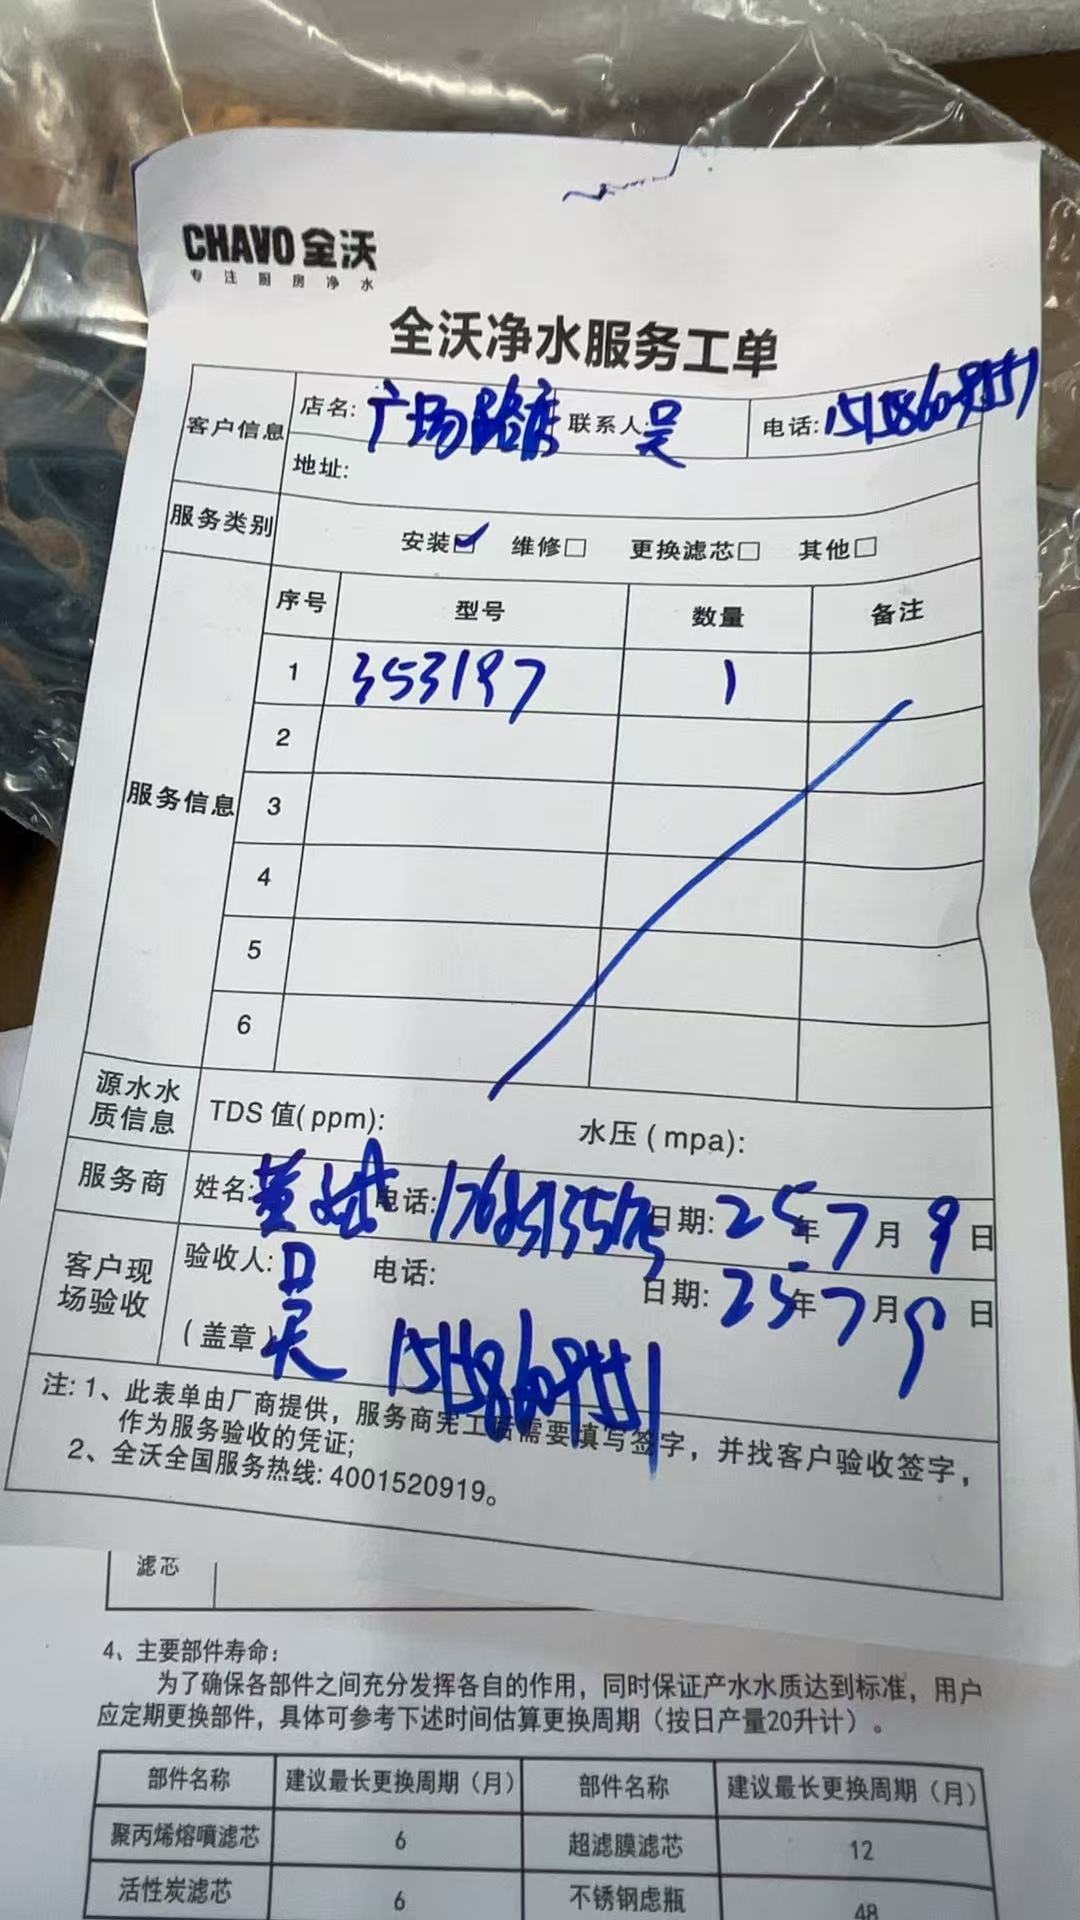 CHAVO 全沃
专注厨房净水
全沃净水服务工单
客户信息 店名: 广场路店 联系人 吴 电话:
地址:
服务类别 安装☑ 维修□ 更换滤芯□ 其他□
服务信息
序号 型号 数量 备注
1 353197 1
2
3
4
5
6
源水水质信息 TDS 值(ppm): 水压(mpa):
服务商 姓名: 电话: 日期: 25年7月9日
客户现场验收 验收人: 吴 电话: 日期: 25年7月9日
(盖章)
注: 1、此表单由厂商提供，服务商完工后需要填写签字，并找客户验收签字，
作为服务验收的凭证;
2、全沃全国服务热线: 4001520919。
滤芯
4、主要部件寿命:
为了确保各部件之间充分发挥各自的作用，同时保证产水水质达到标准，用户
应定期更换部件，具体可参考下述时间估算更换周期（按日产量20升计）。
部件名称 建议最长更换周期（月） 部件名称 建议最长更换周期（月）
聚丙烯熔喷滤芯 6 超滤膜滤芯 12
活性炭滤芯 6 不锈钢虑瓶 48